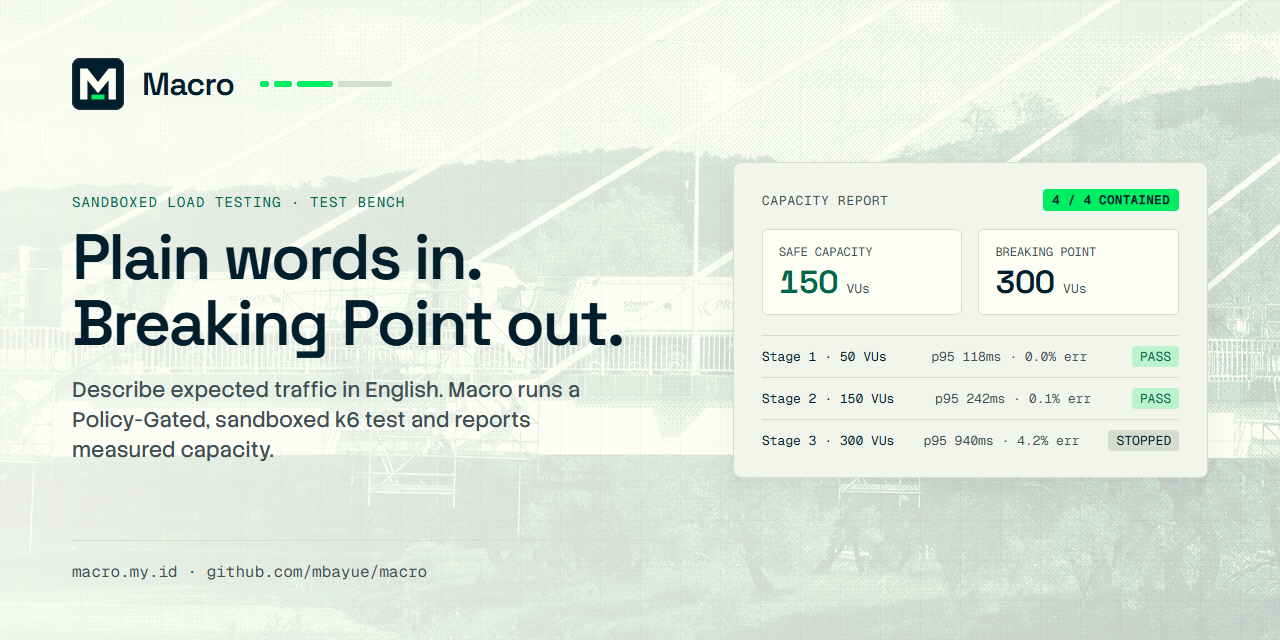 M Macro
SANDBOXED LOAD TESTING · TEST BENCH
Plain words in.
Breaking Point out.
Describe expected traffic in English. Macro runs a
Policy-Gated, sandboxed k6 test and reports
measured capacity.
macro.my.id · github.com/mbayue/macro
CAPACITY REPORT
4 / 4 CONTAINED
SAFE CAPACITY
150 VUs
BREAKING POINT
300 VUs
Stage 1 · 50 VUs p95 118ms · 0.0% err PASS
Stage 2 · 150 VUs p95 242ms · 0.1% err PASS
Stage 3 · 300 VUs p95 940ms · 4.2% err STOPPED